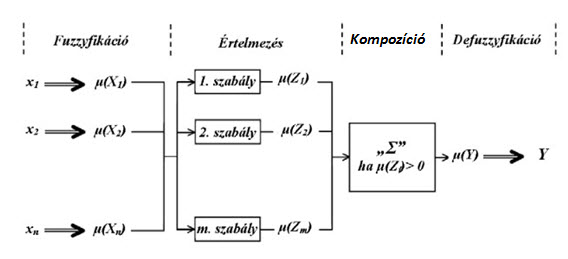 Fuzzyfikáció Értelmezés Kompozíció Defuzzyfikáció
x1 μ(X1) 1. szabály μ(Z1)
x2 μ(X2) 2. szabály μ(Z2)
„Σ”
ha μ(Zi)> 0 μ(Y) Y
xn μ(Xn) m. szabály μ(Zm)